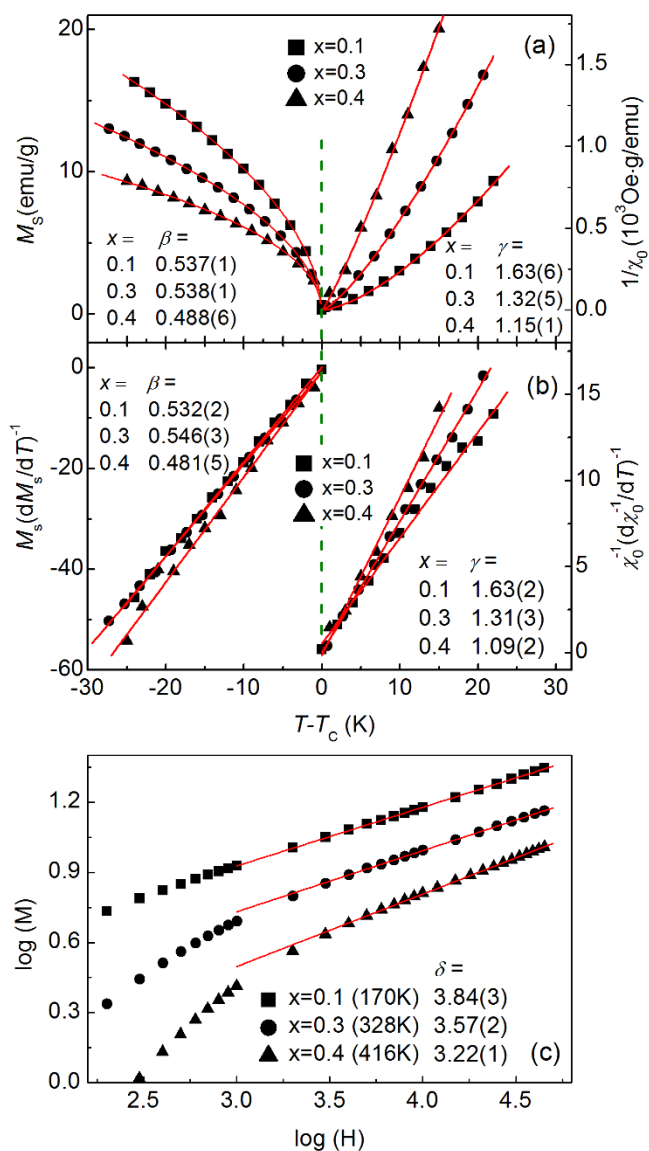 20
10
0
M_S(emu/g)
x=0.1
x=0.3
x=0.4
(a)
1.5
1.0
0.5
0.0
1/χ_0 (10^3Oe·g/emu)
x = β =
0.1 0.537(1)
0.3 0.538(1)
0.4 0.488(6)
x = γ =
0.1 1.63(6)
0.3 1.32(5)
0.4 1.15(1)
0
-20
-40
-60
M_s(dM_s/dT)^-1
x = β =
0.1 0.532(2)
0.3 0.546(3)
0.4 0.481(5)
(b)
x=0.1
x=0.3
x=0.4
15
10
5
0
χ_0^-1(dχ_0^-1/dT)^-1
x = γ =
0.1 1.63(2)
0.3 1.31(3)
0.4 1.09(2)
-30 -20 -10 0 10 20 30
T-T_C (K)
1.2
0.9
0.6
0.3
0.0
log (M)
δ =
x=0.1 (170K) 3.84(3)
x=0.3 (328K) 3.57(2)
x=0.4 (416K) 3.22(1)
(c)
2.5 3.0 3.5 4.0 4.5
log (H)